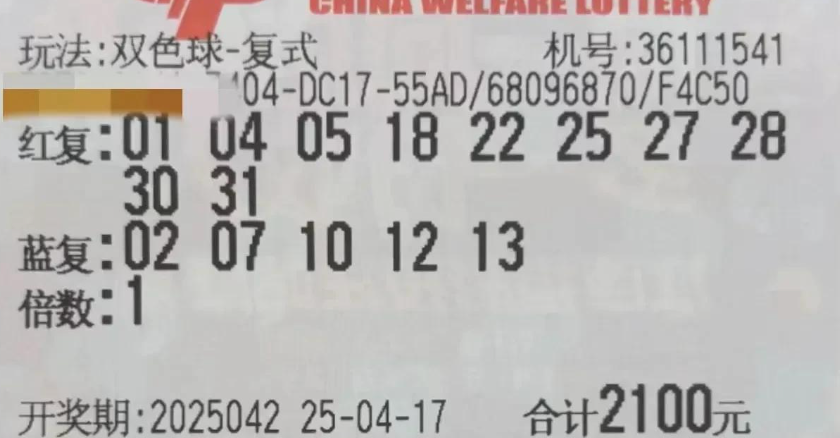 CHINA WELFARE LOTTERY
玩法:双色球-复式 机号:36111541
404-DC17-55AD/68096870/F4C50
红复:01 04 05 18 22 25 27 28
30 31
蓝复:02 07 10 12 13
倍数:1
开奖期:2025042 25-04-17 合计2100元